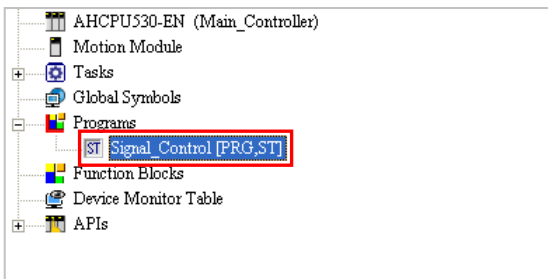 AHCPU530-EN (Main_Controller)
Motion Module
Tasks
Global Symbols
Programs
ST Signal_Control [PRG,ST]
Function Blocks
Device Monitor Table
APIs